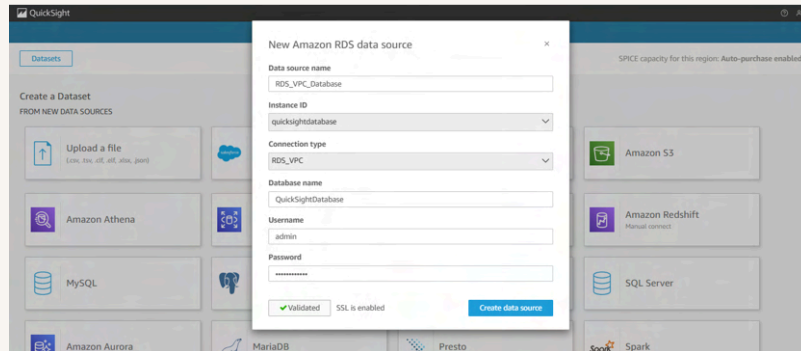 QuickSight
Datasets
SPICE capacity for this region: Auto-purchase enabled
Create a Dataset
FROM NEW DATA SOURCES
Upload a file
(.csv, .tsv, .clf, .elf, .xlsx, .json)
salesforce
Amazon S3
Amazon Athena
Amazon Redshift
Manual connect
MySQL
SQL Server
Amazon Aurora
MariaDB
Presto
Spark
Spark
New Amazon RDS data source
×
Data source name
RDS_VPC_Database
Instance ID
quicksightdatabase
Connection type
RDS_VPC
Database name
QuickSightDatabase
Username
admin
Password
••••••••••••
Validated
SSL is enabled
Create data source